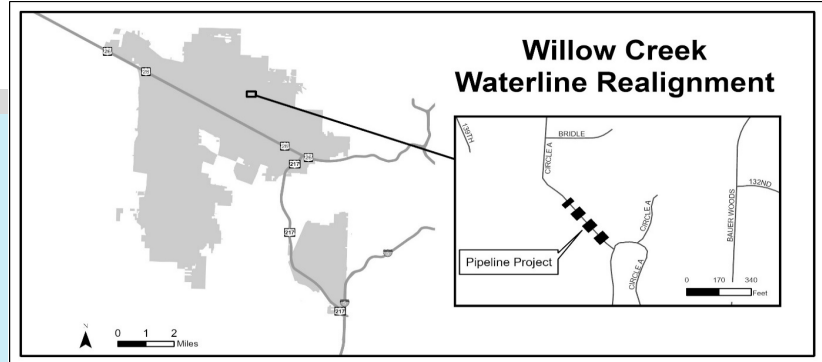 Willow Creek
Waterline Realignment
26
26
26
26
217
217
217
N
0 1 2
Miles
139TH
CIRCLE A
BRIDLE
132ND
BAUER WOODS
CIRCLE A
CIRCLE A
Pipeline Project
0 170 340
Feet